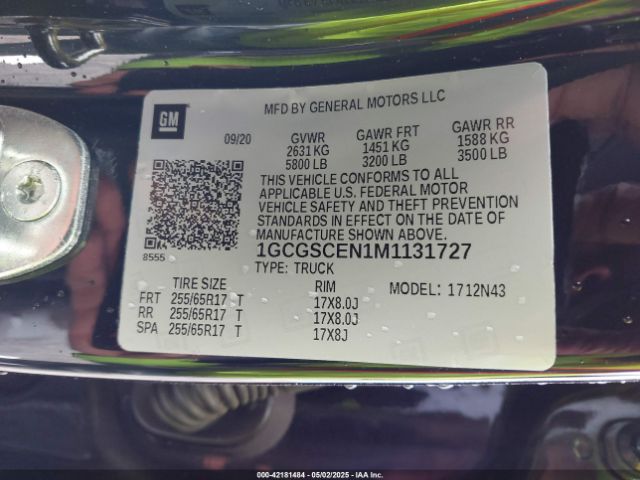 GM
MFD BY GENERAL MOTORS LLC
09/20 GVWR GAWR FRT GAWR RR
2631 KG 1451 KG 1588 KG
5800 LB 3200 LB 3500 LB
THIS VEHICLE CONFORMS TO ALL
APPLICABLE U.S. FEDERAL MOTOR
VEHICLE SAFETY AND THEFT PREVENTION
STANDARDS IN EFFECT ON THE DATE OF
MANUFACTURE SHOWN ABOVE.
8555 1GCGSCEN1M1131727
TYPE: TRUCK
TIRE SIZE RIM MODEL: 1712N43
FRT 255/65R17 T 17X8.0J
RR 255/65R17 T 17X8.0J
SPA 255/65R17 T 17X8J
000-42181484 - 05/02/2025 - IAA Inc.